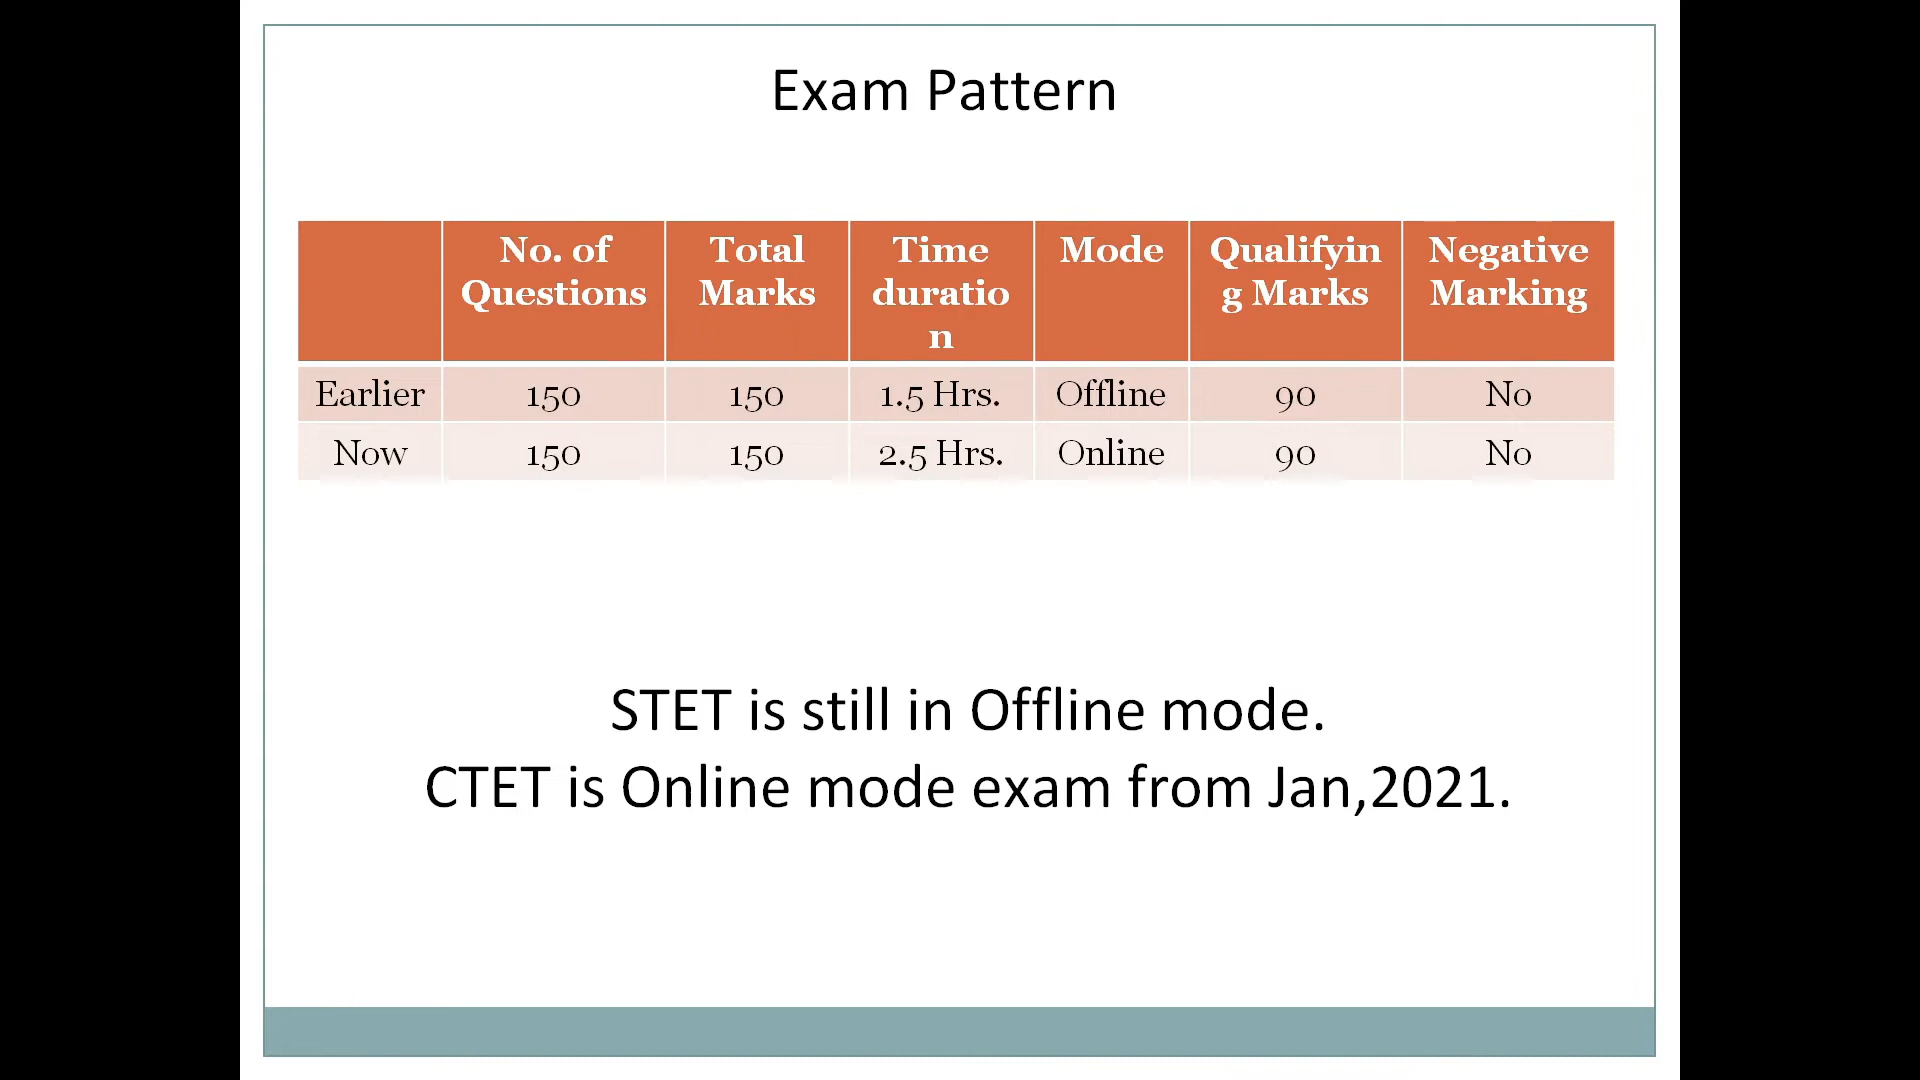 Exam Pattern
No. of Questions Total Marks Time duration Mode Qualifying Marks Negative Marking
Earlier 150 150 1.5 Hrs. Offline 90 No
Now 150 150 2.5 Hrs. Online 90 No
STET is still in Offline mode.
CTET is Online mode exam from Jan,2021.